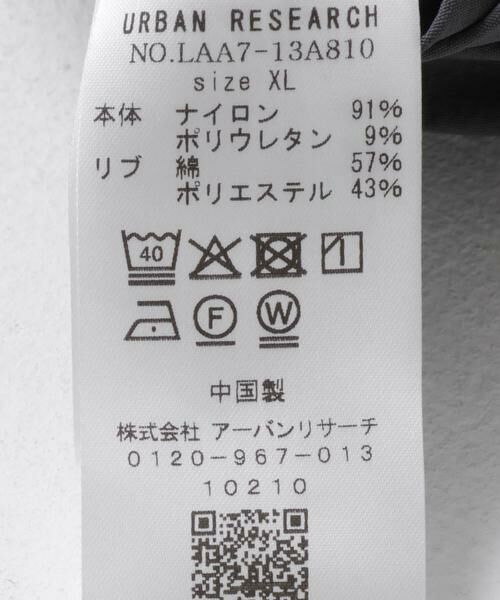 URBAN RESEARCH
NO.LAA7-13A810
size XL
本体 ナイロン 91%
ポリウレタン 9%
リブ 綿 57%
ポリエステル 43%
40
F W
中国製
株式会社 アーバンリサーチ
0120-967-013
10210